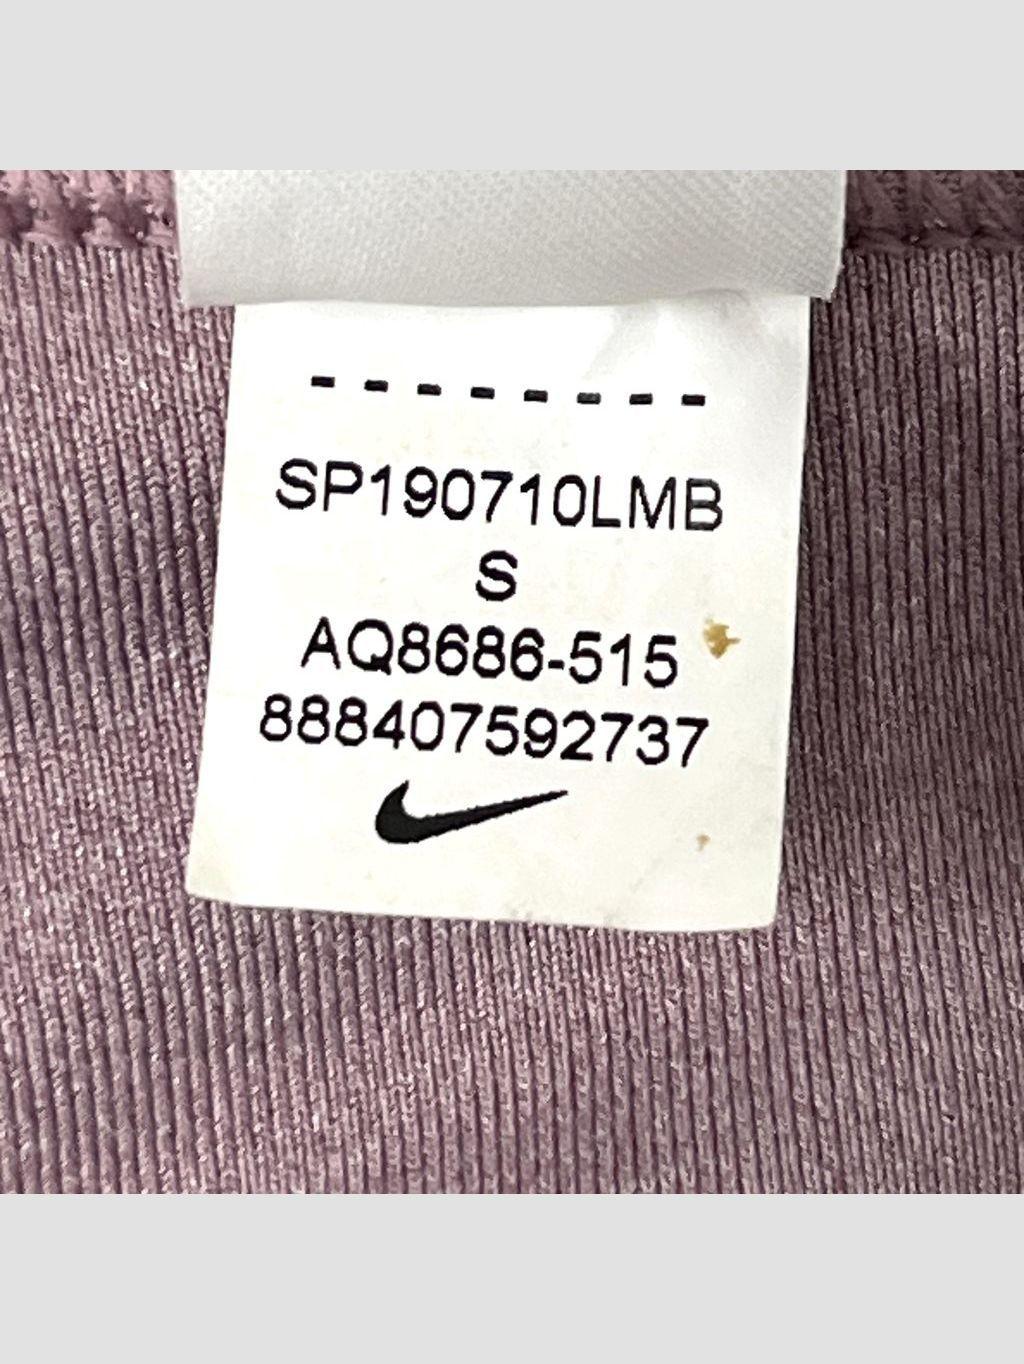 - - - - - - - -
SP190710LMB
S
AQ8686-515
888407592737